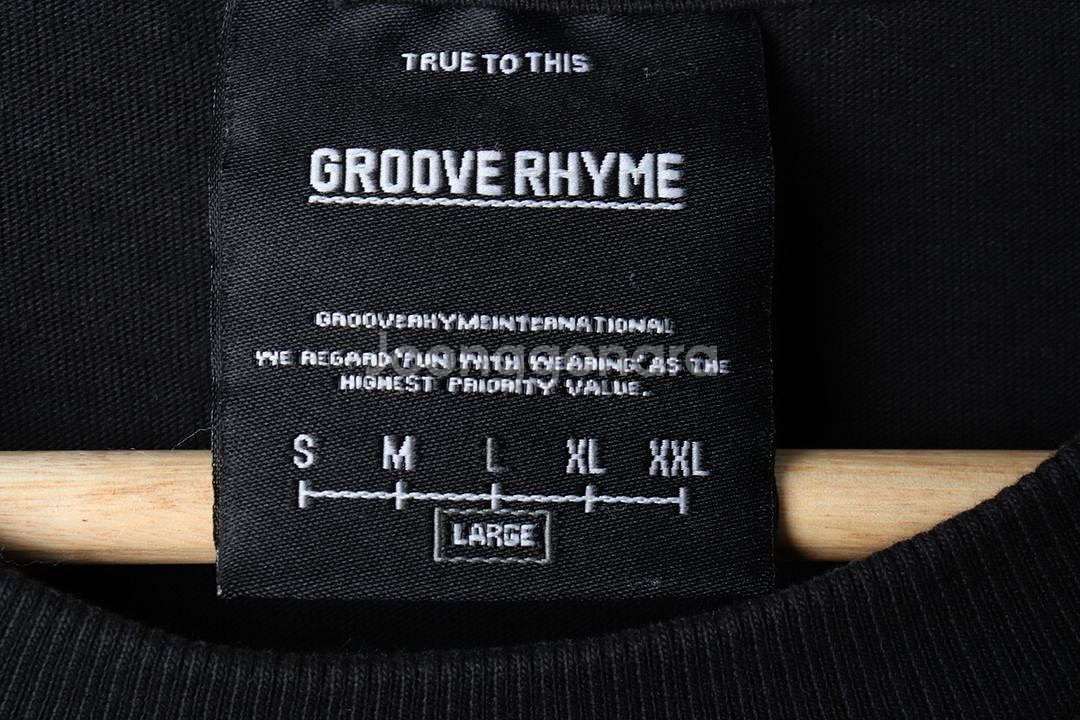 TRUE TO THIS
GROOVE RHYME
GROOVERHYMEINTERNATIONAL
WE REGARD 'FUN WITH WEARING' AS THE
HIGHEST PRIORITY VALUE.
S M L XL XXL
LARGE
joonggonara